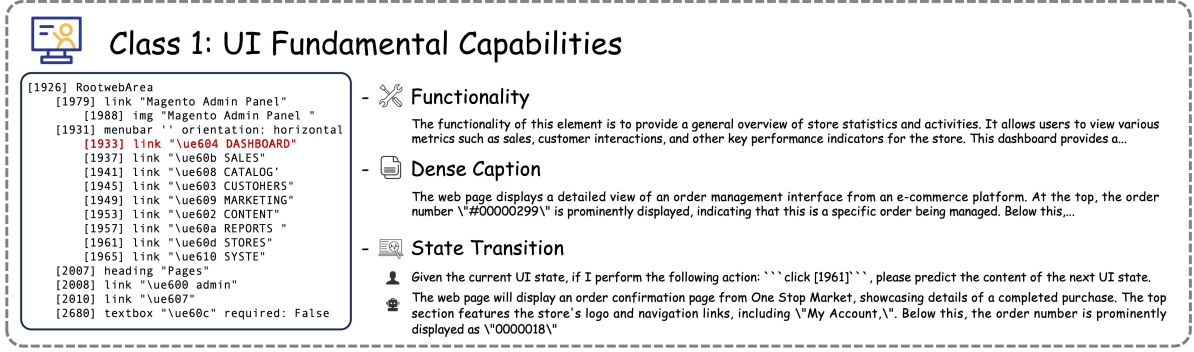 Class 1: UI Fundamental Capabilities
[1926] RootwebArea
[1979] link "Magento Admin Panel"
[1988] img "Magento Admin Panel "
[1931] menubar '' orientation: horizontal
[1933] link "\ue604 DASHBOARD"
[1937] link "\ue60b SALES"
[1941] link "\ue608 CATALOG'
[1945] link "\ue603 CUSTOHERS"
[1949] link "\ue609 MARKETING"
[1953] link "\ue602 CONTENT"
[1957] link "\ue60a REPORTS "
[1961] link "\ue60d STORES"
[1965] link "\ue610 SYSTE"
[2007] heading "Pages"
[2008] link "\ue600 admin"
[2010] link "\ue607"
[2680] textbox "\ue60c" required: False
- Functionality
The functionality of this element is to provide a general overview of store statistics and activities. It allows users to view various
metrics such as sales, customer interactions, and other key performance indicators for the store. This dashboard provides a...
- Dense Caption
The web page displays a detailed view of an order management interface from an e-commerce platform. At the top, the order
number \"#00000299\" is prominently displayed, indicating that this is a specific order being managed. Below this,...
- State Transition
Given the current UI state, if I perform the following action: ```click [1961]```, please predict the content of the next UI state.
The web page will display an order confirmation page from One Stop Market, showcasing details of a completed purchase. The top
section features the store's logo and navigation links, including \"My Account,\". Below this, the order number is prominently
displayed as \"0000018\"